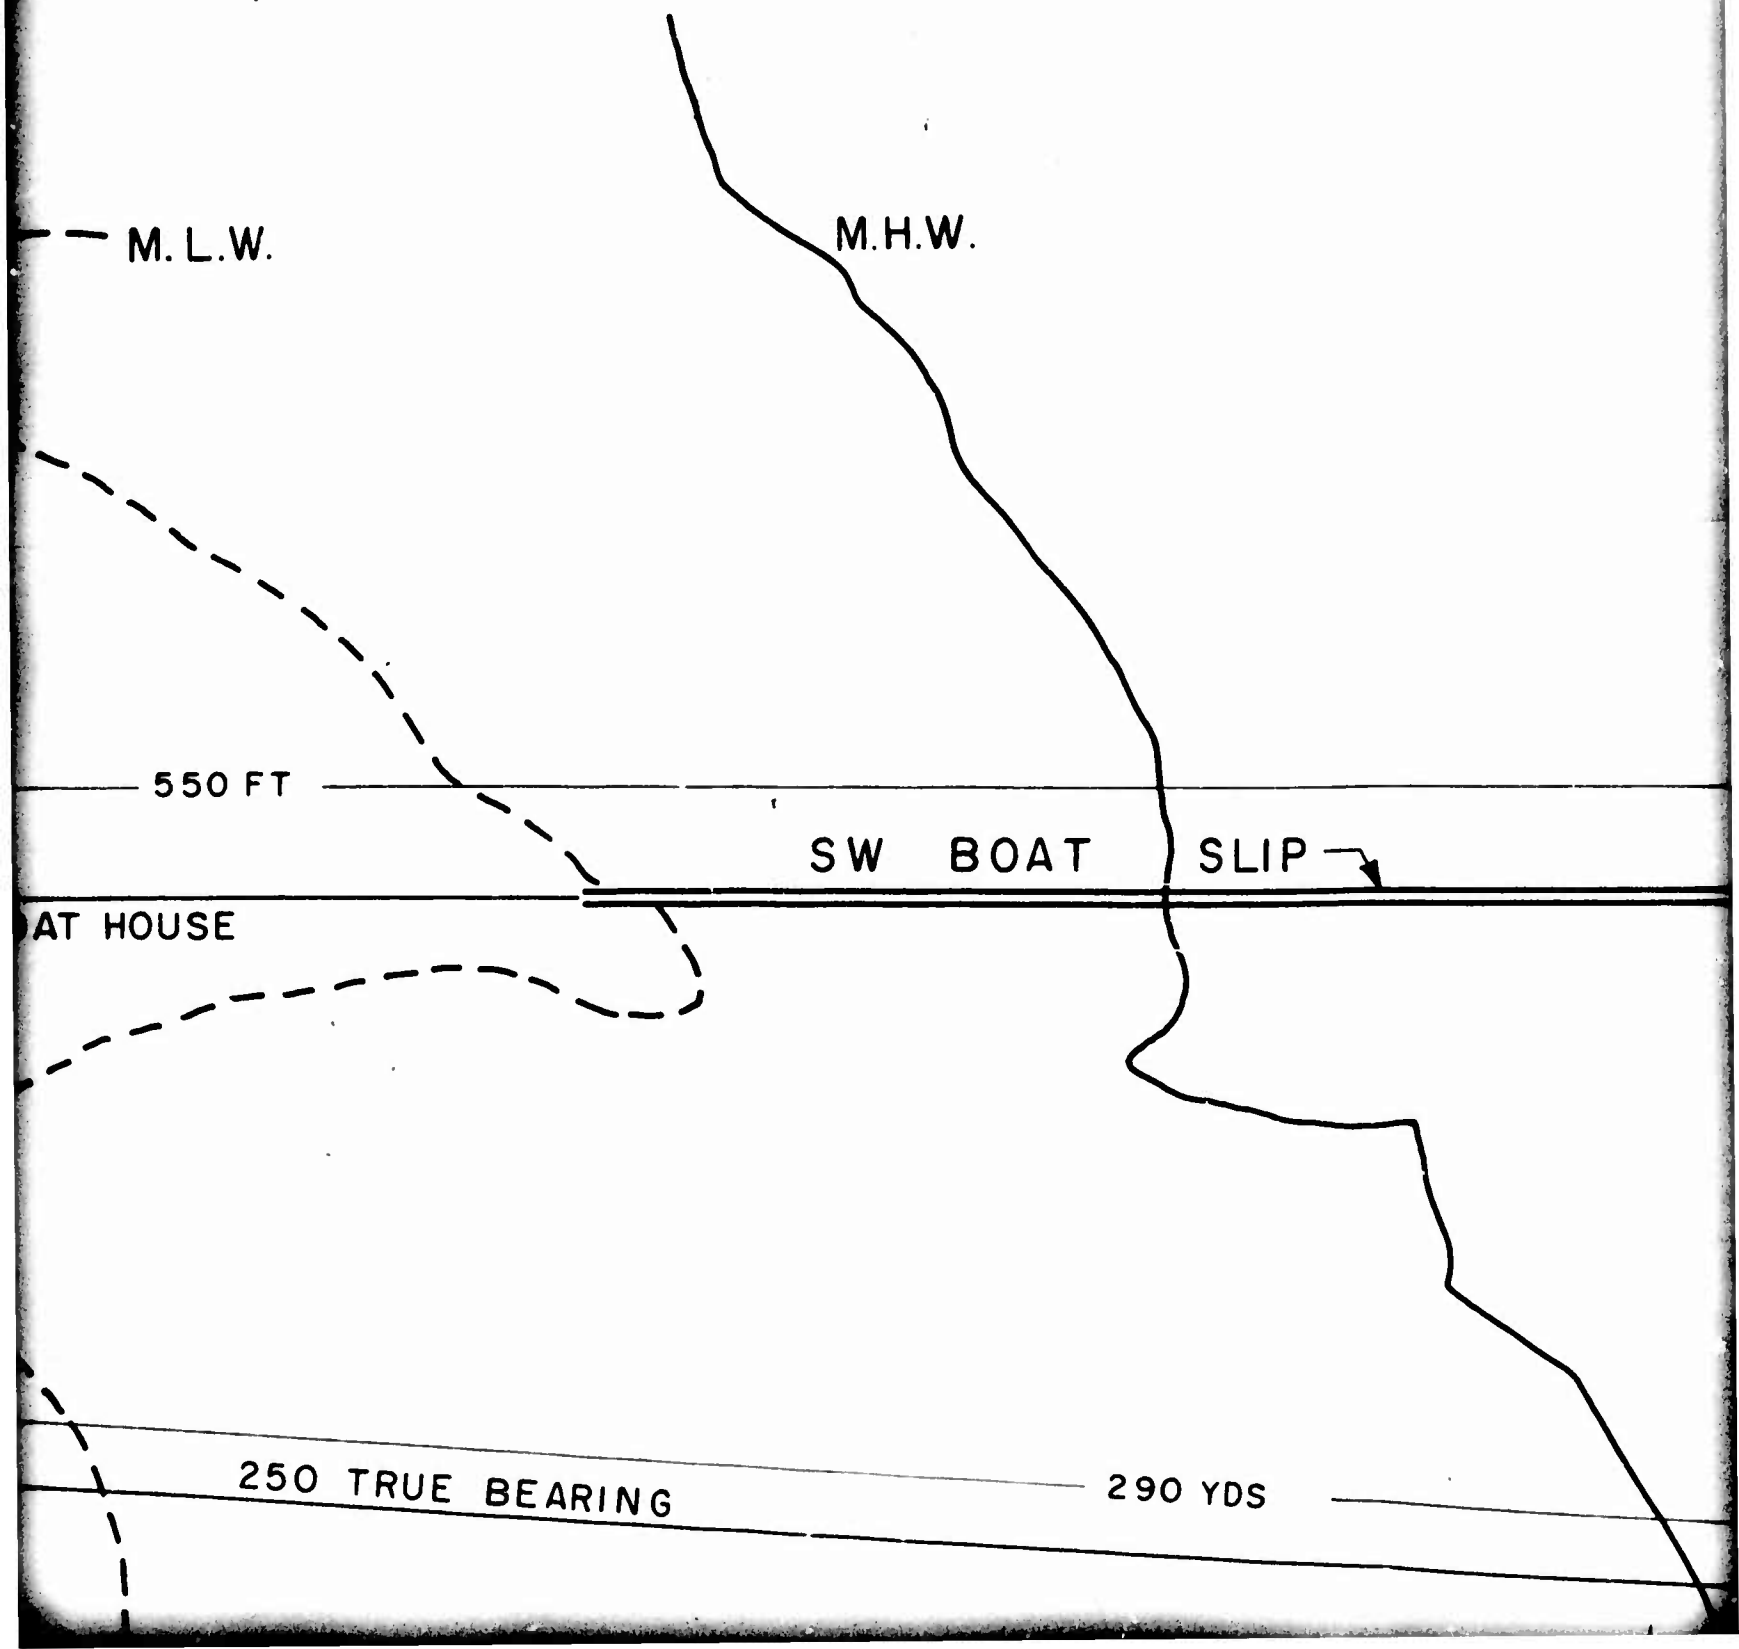 M.H.W.
M.L.W.
550 FT
SW BOAT SLIP
AT HOUSE
250 TRUE BEARING
290 YDS